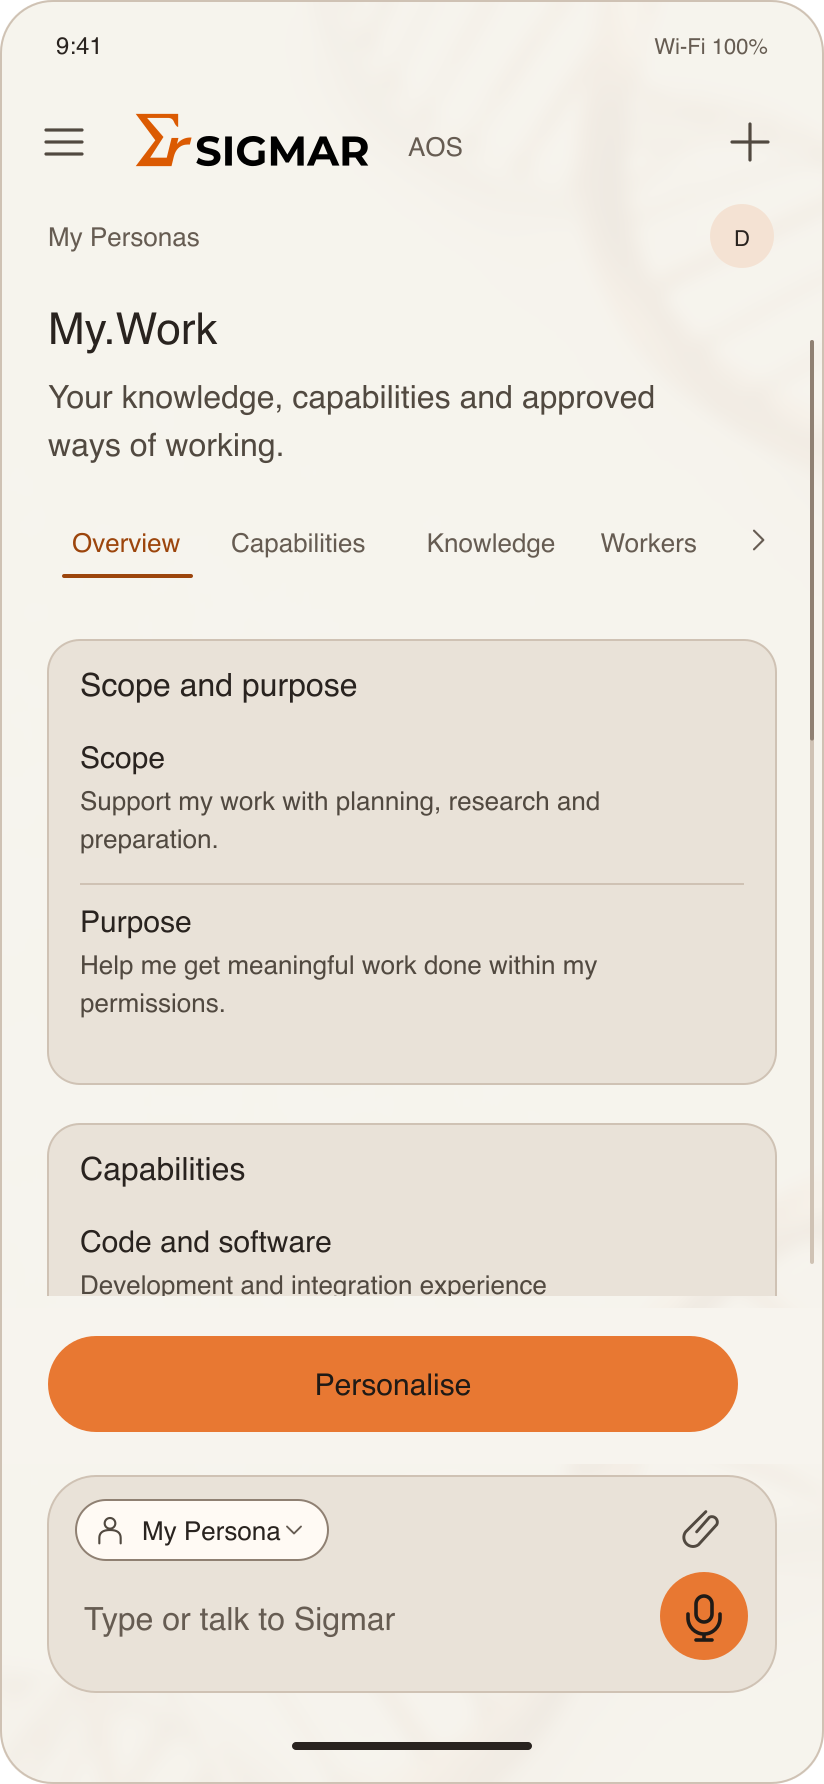 9:41
Wi-Fi 100%
Σr SIGMAR AOS
My Personas
D
My.Work
Your knowledge, capabilities and approved
ways of working.
Overview Capabilities Knowledge Workers
Scope and purpose
Scope
Support my work with planning, research and
preparation.
Purpose
Help me get meaningful work done within my
permissions.
Capabilities
Code and software
Development and integration experience
Personalise
My Persona
Type or talk to Sigmar